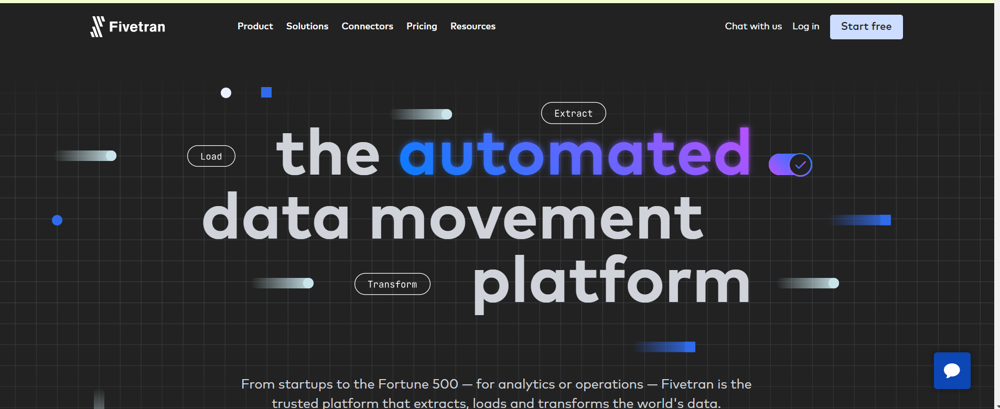 Fivetran
Product Solutions Connectors Pricing Resources
Chat with us Log in Start free
Extract
the automated
Load
data movement
platform
Transform
From startups to the Fortune 500 — for analytics or operations — Fivetran is the
trusted platform that extracts, loads and transforms the world's data.